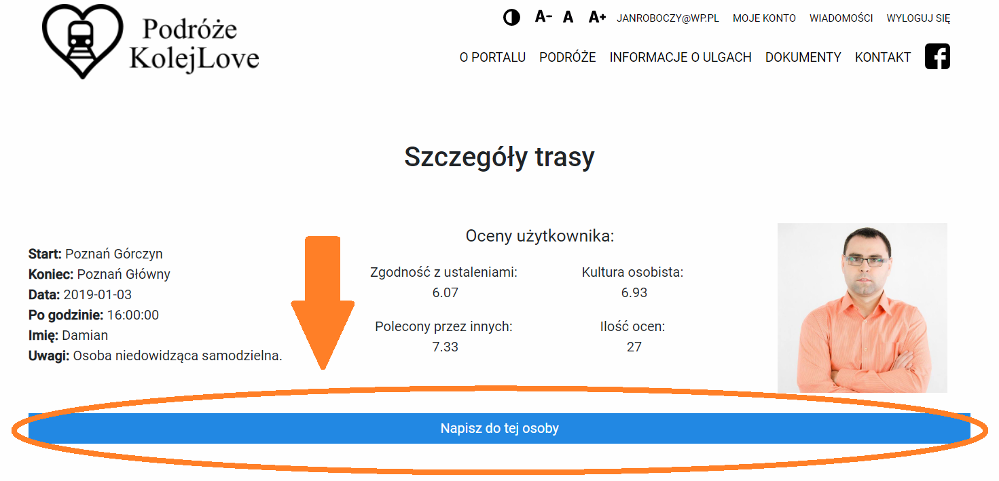 Podróże
KolejLove
A- A A+ JANROBOCZY@WP.PL MOJE KONTO WIADOMOŚCI WYLOGUJ SIĘ
O PORTALU PODRÓŻE INFORMACJE O ULGACH DOKUMENTY KONTAKT
Szczegóły trasy
Start: Poznań Górczyn
Koniec: Poznań Główny
Data: 2019-01-03
Po godzinie: 16:00:00
Imię: Damian
Uwagi: Osoba niedowidząca samodzielna.
Oceny użytkownika:
Zgodność z ustaleniami:
6.07
Kultura osobista:
6.93
Polecony przez innych:
7.33
Ilość ocen:
27
Napisz do tej osoby